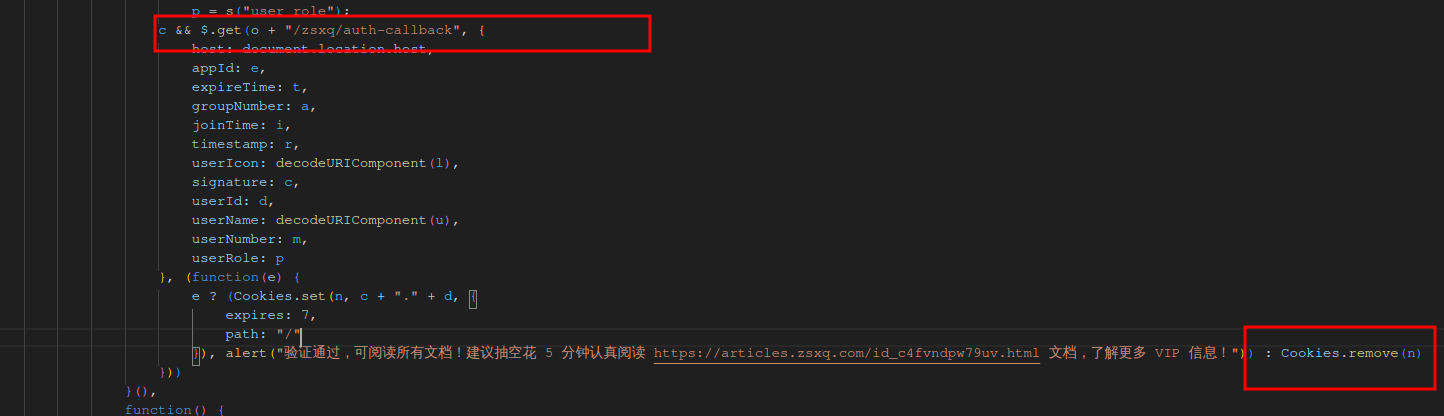 p = s("user_role");
c && $.get(o + "/zsxq/auth-callback", {
host: document.location.host,
appId: e,
expireTime: t,
groupNumber: a,
joinTime: i,
timestamp: r,
userIcon: decodeURIComponent(l),
signature: c,
userId: d,
userName: decodeURIComponent(u),
userNumber: m,
userRole: p
}, (function(e) {
e ? (Cookies.set(n, c + "." + d, {
expires: 7,
path: "/"
}), alert("验证通过，可阅读所有文档！建议抽空花 5 分钟认真阅读 https://articles.zsxq.com/id_c4fvndpw79uv.html 文档，了解更多 VIP 信息！")) : Cookies.remove(n)
}))
}(),
function() {